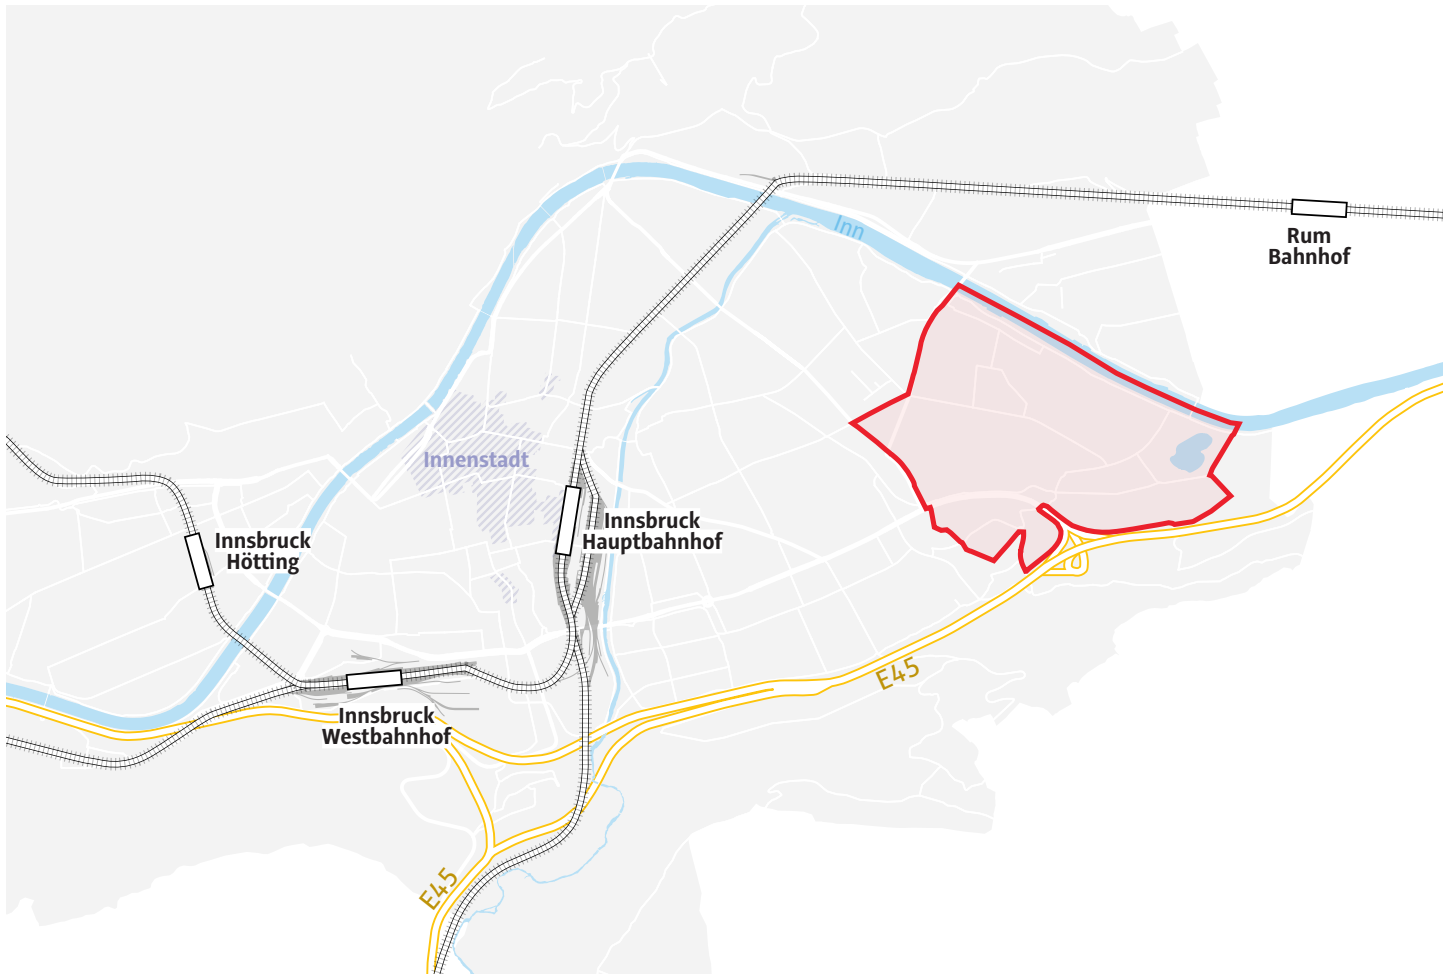 Inn
Rum
Bahnhof
Innenstadt
Innsbruck
Hauptbahnhof
Innsbruck
Hötting
E45
Innsbruck
Westbahnhof
E45